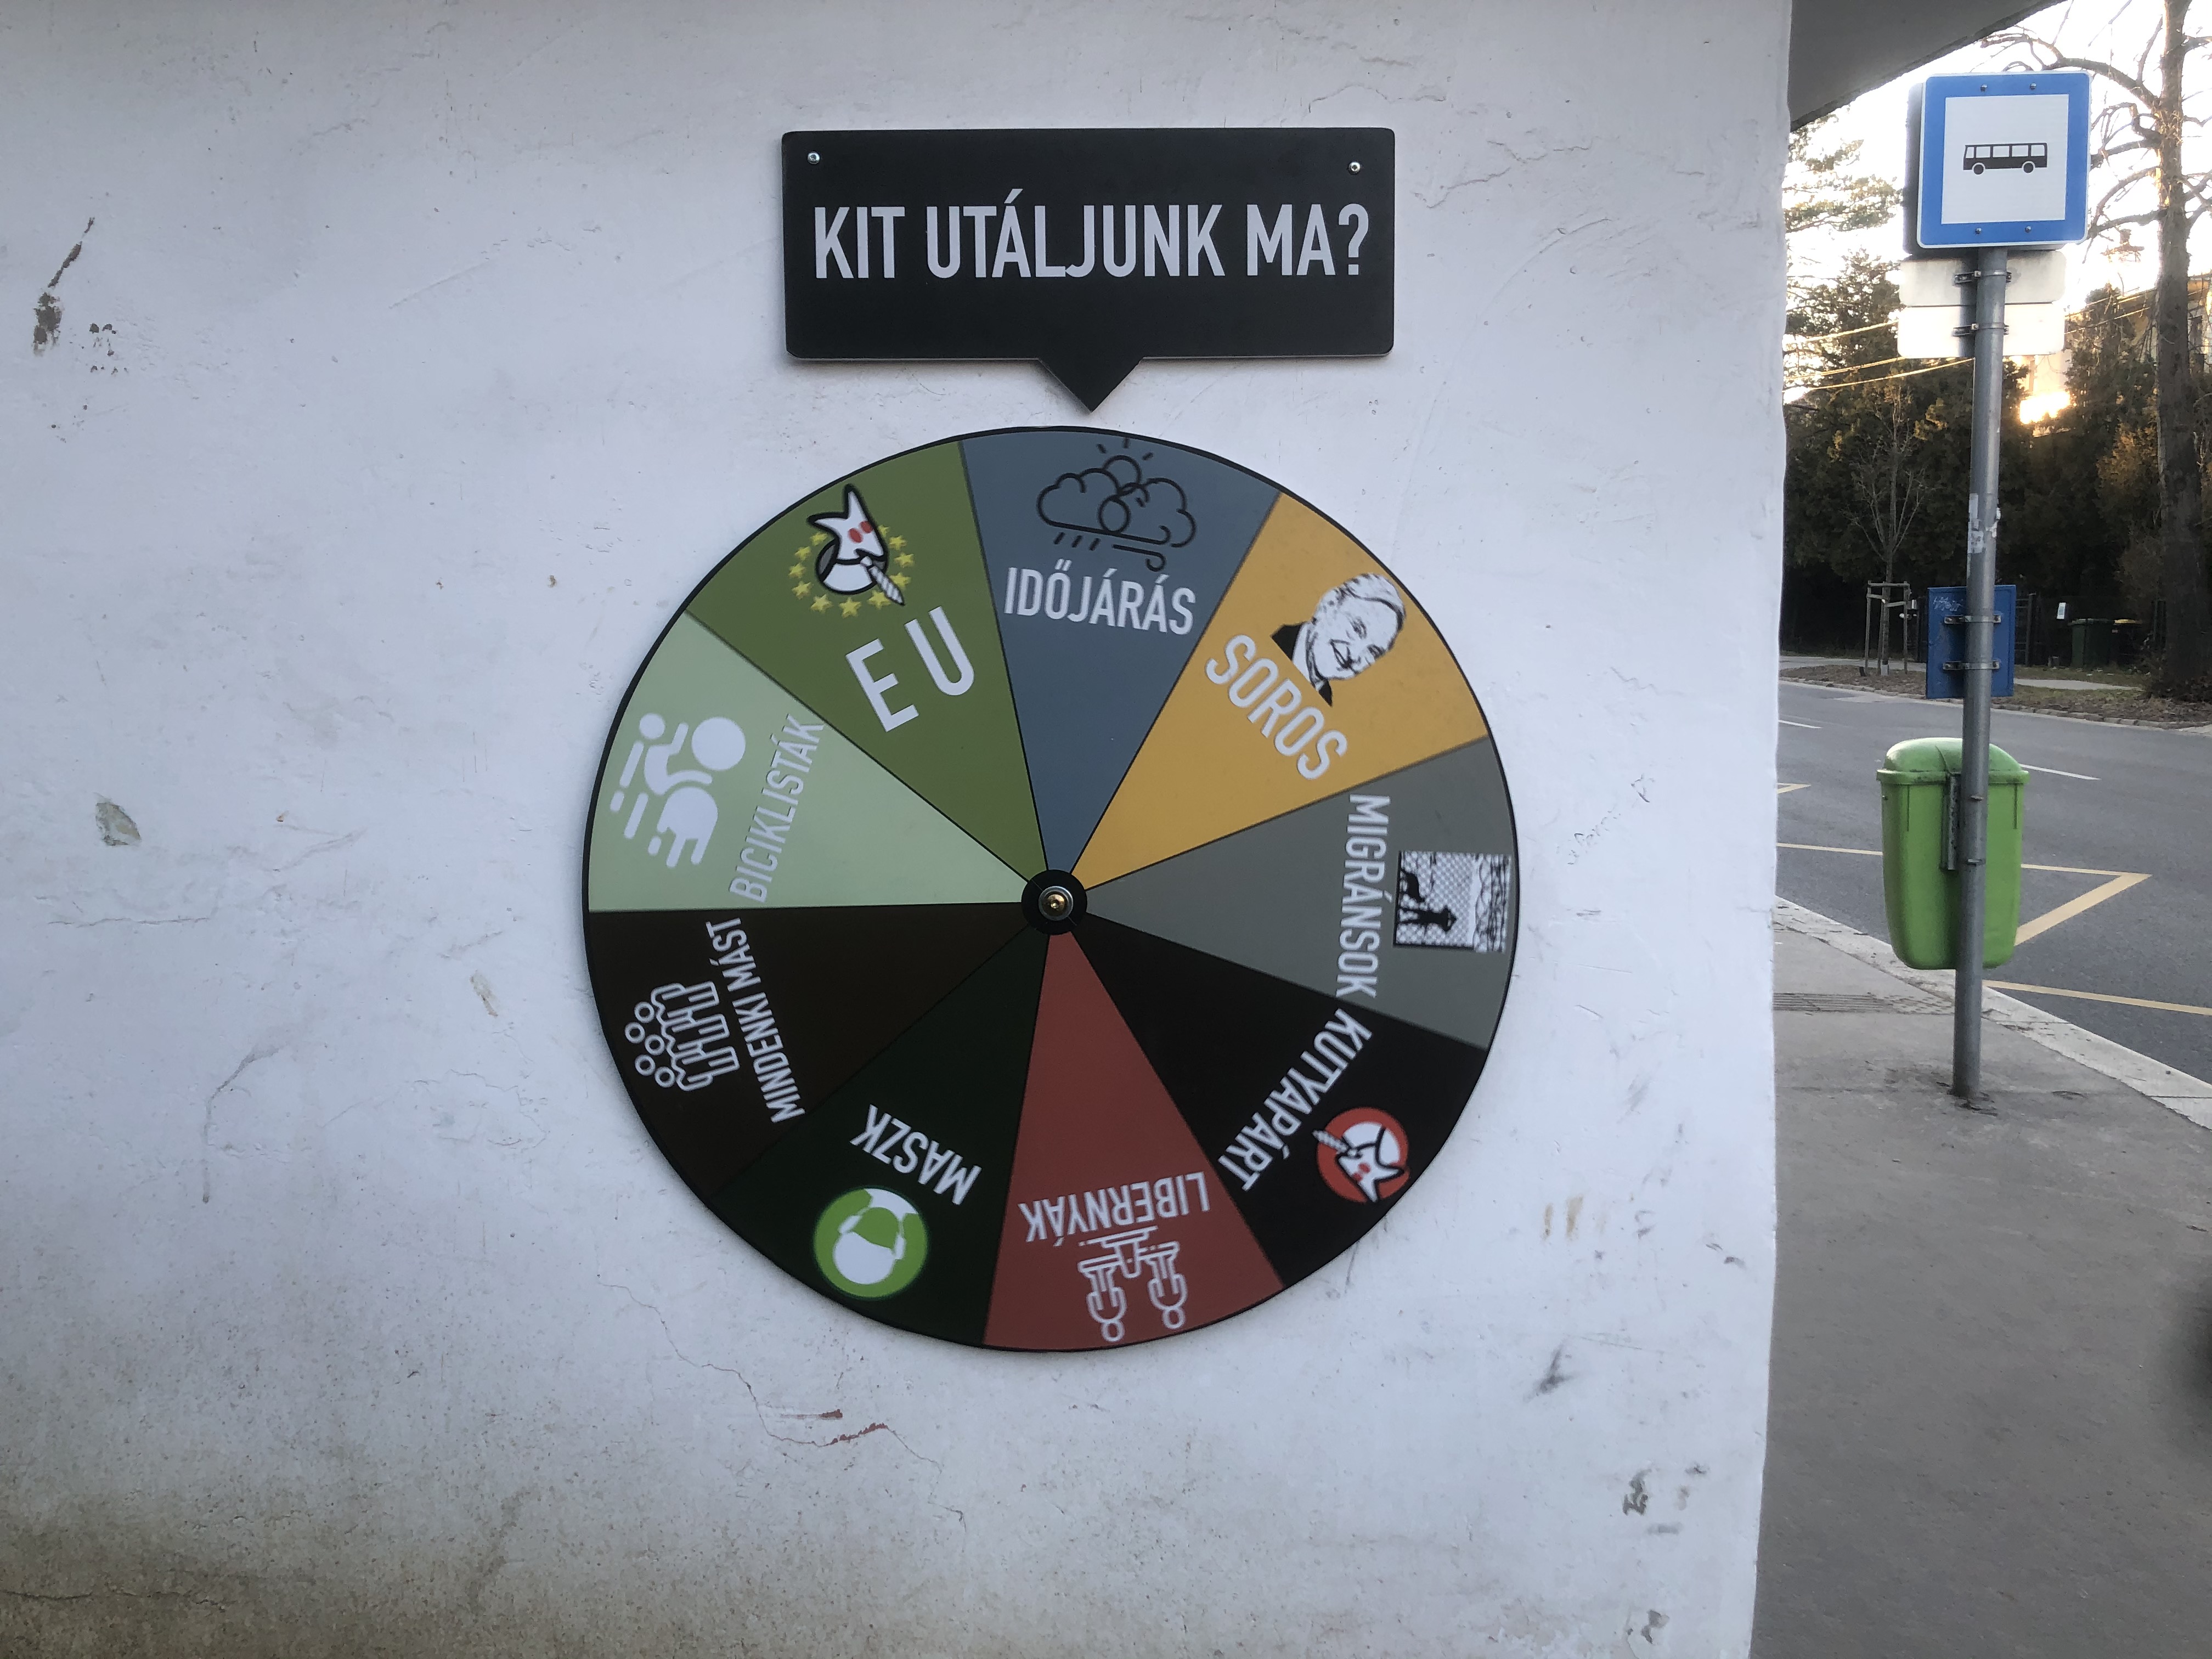 KIT UTÁLJUNK MA?
IDŐJÁRÁS
SOROS
MIGRÁNSOK
KUTYAPÁRT
LIBERNYÁK
MASZK
MINDENKI MÁST
BICIKLISTÁK
EU